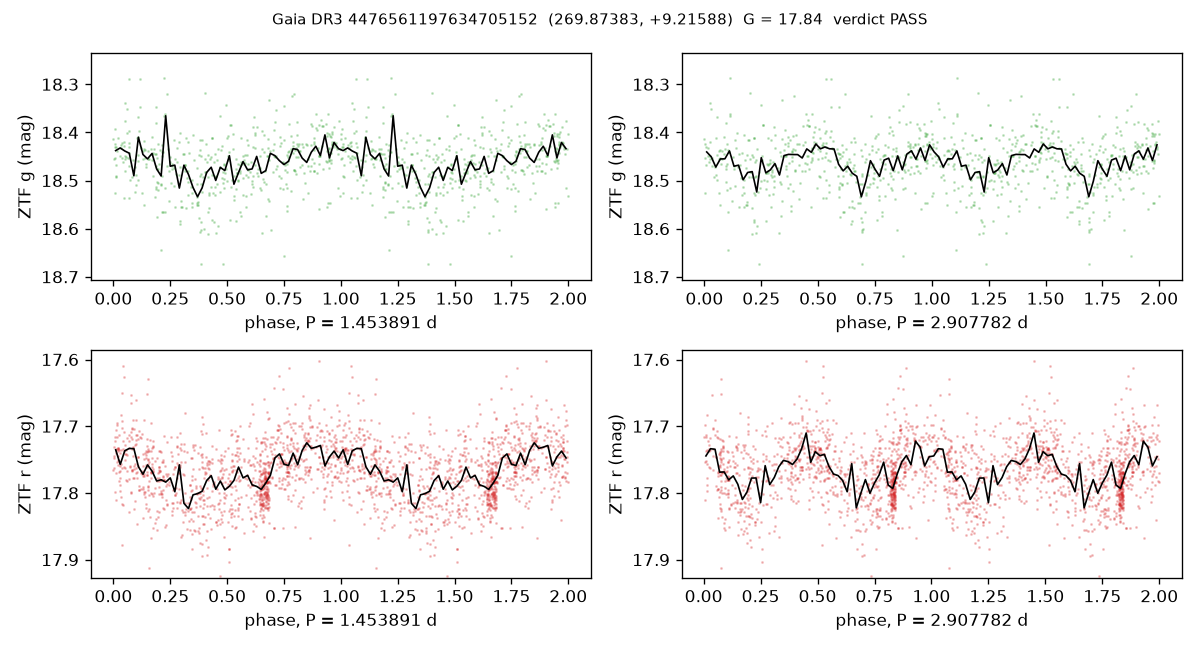 Gaia DR3 4476561197634705152 (269.87383, +9.21588) G = 17.84 verdict PASS
ZTF g (mag)
18.3
18.4
18.5
18.6
18.7
0.00 0.25 0.50 0.75 1.00 1.25 1.50 1.75 2.00
phase, P = 1.453891 d
ZTF g (mag)
18.3
18.4
18.5
18.6
18.7
0.00 0.25 0.50 0.75 1.00 1.25 1.50 1.75 2.00
phase, P = 2.907782 d
ZTF r (mag)
17.6
17.7
17.8
17.9
0.00 0.25 0.50 0.75 1.00 1.25 1.50 1.75 2.00
phase, P = 1.453891 d
ZTF r (mag)
17.6
17.7
17.8
17.9
0.00 0.25 0.50 0.75 1.00 1.25 1.50 1.75 2.00
phase, P = 2.907782 d